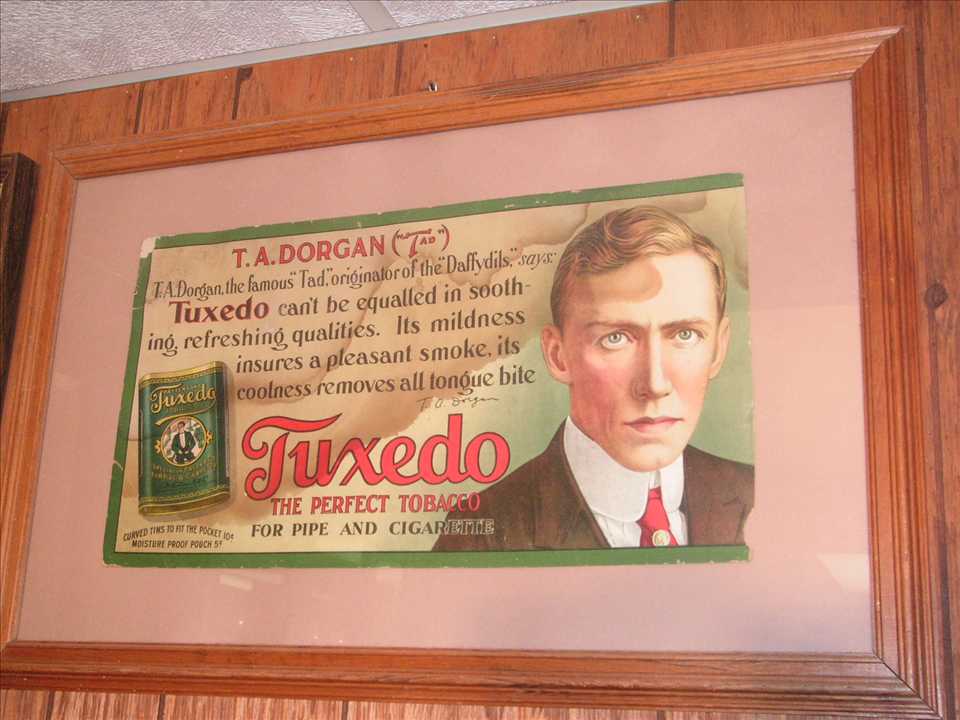 T.A.DORGAN ("TAD")
T.A.Dorgan, the famous "Tad," originator of the "Daffydils," says:
Tuxedo can't be equalled in sooth-
ing, refreshing qualities. Its mildness
insures a pleasant smoke, its
coolness removes all tongue bite
T. A. Dorgan
Tuxedo
Tuxedo
THE PERFECT TOBACCO
FOR PIPE AND CIGARETTE
CURVED TINS TO FIT THE POCKET 10¢
MOISTURE PROOF POUCH 5¢